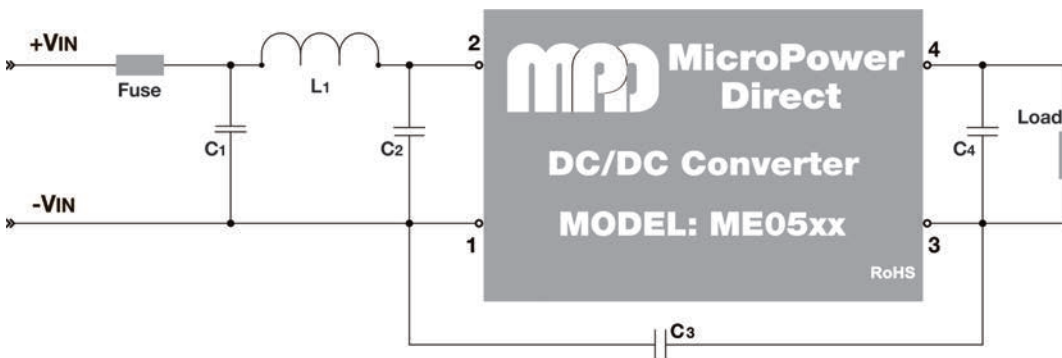 +VIN
Fuse
L1
C1
C2
-VIN
2
1
MPD
MicroPower
Direct
DC/DC Converter
MODEL: ME05xx
RoHS
4
3
C4
Load
C3